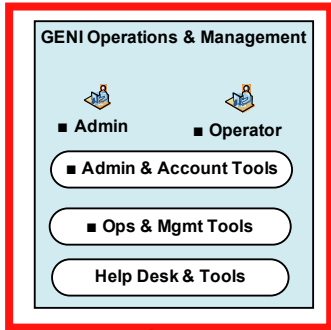 GENI Operations & Management
■ Admin
■ Operator
■ Admin & Account Tools
■ Ops & Mgmt Tools
Help Desk & Tools